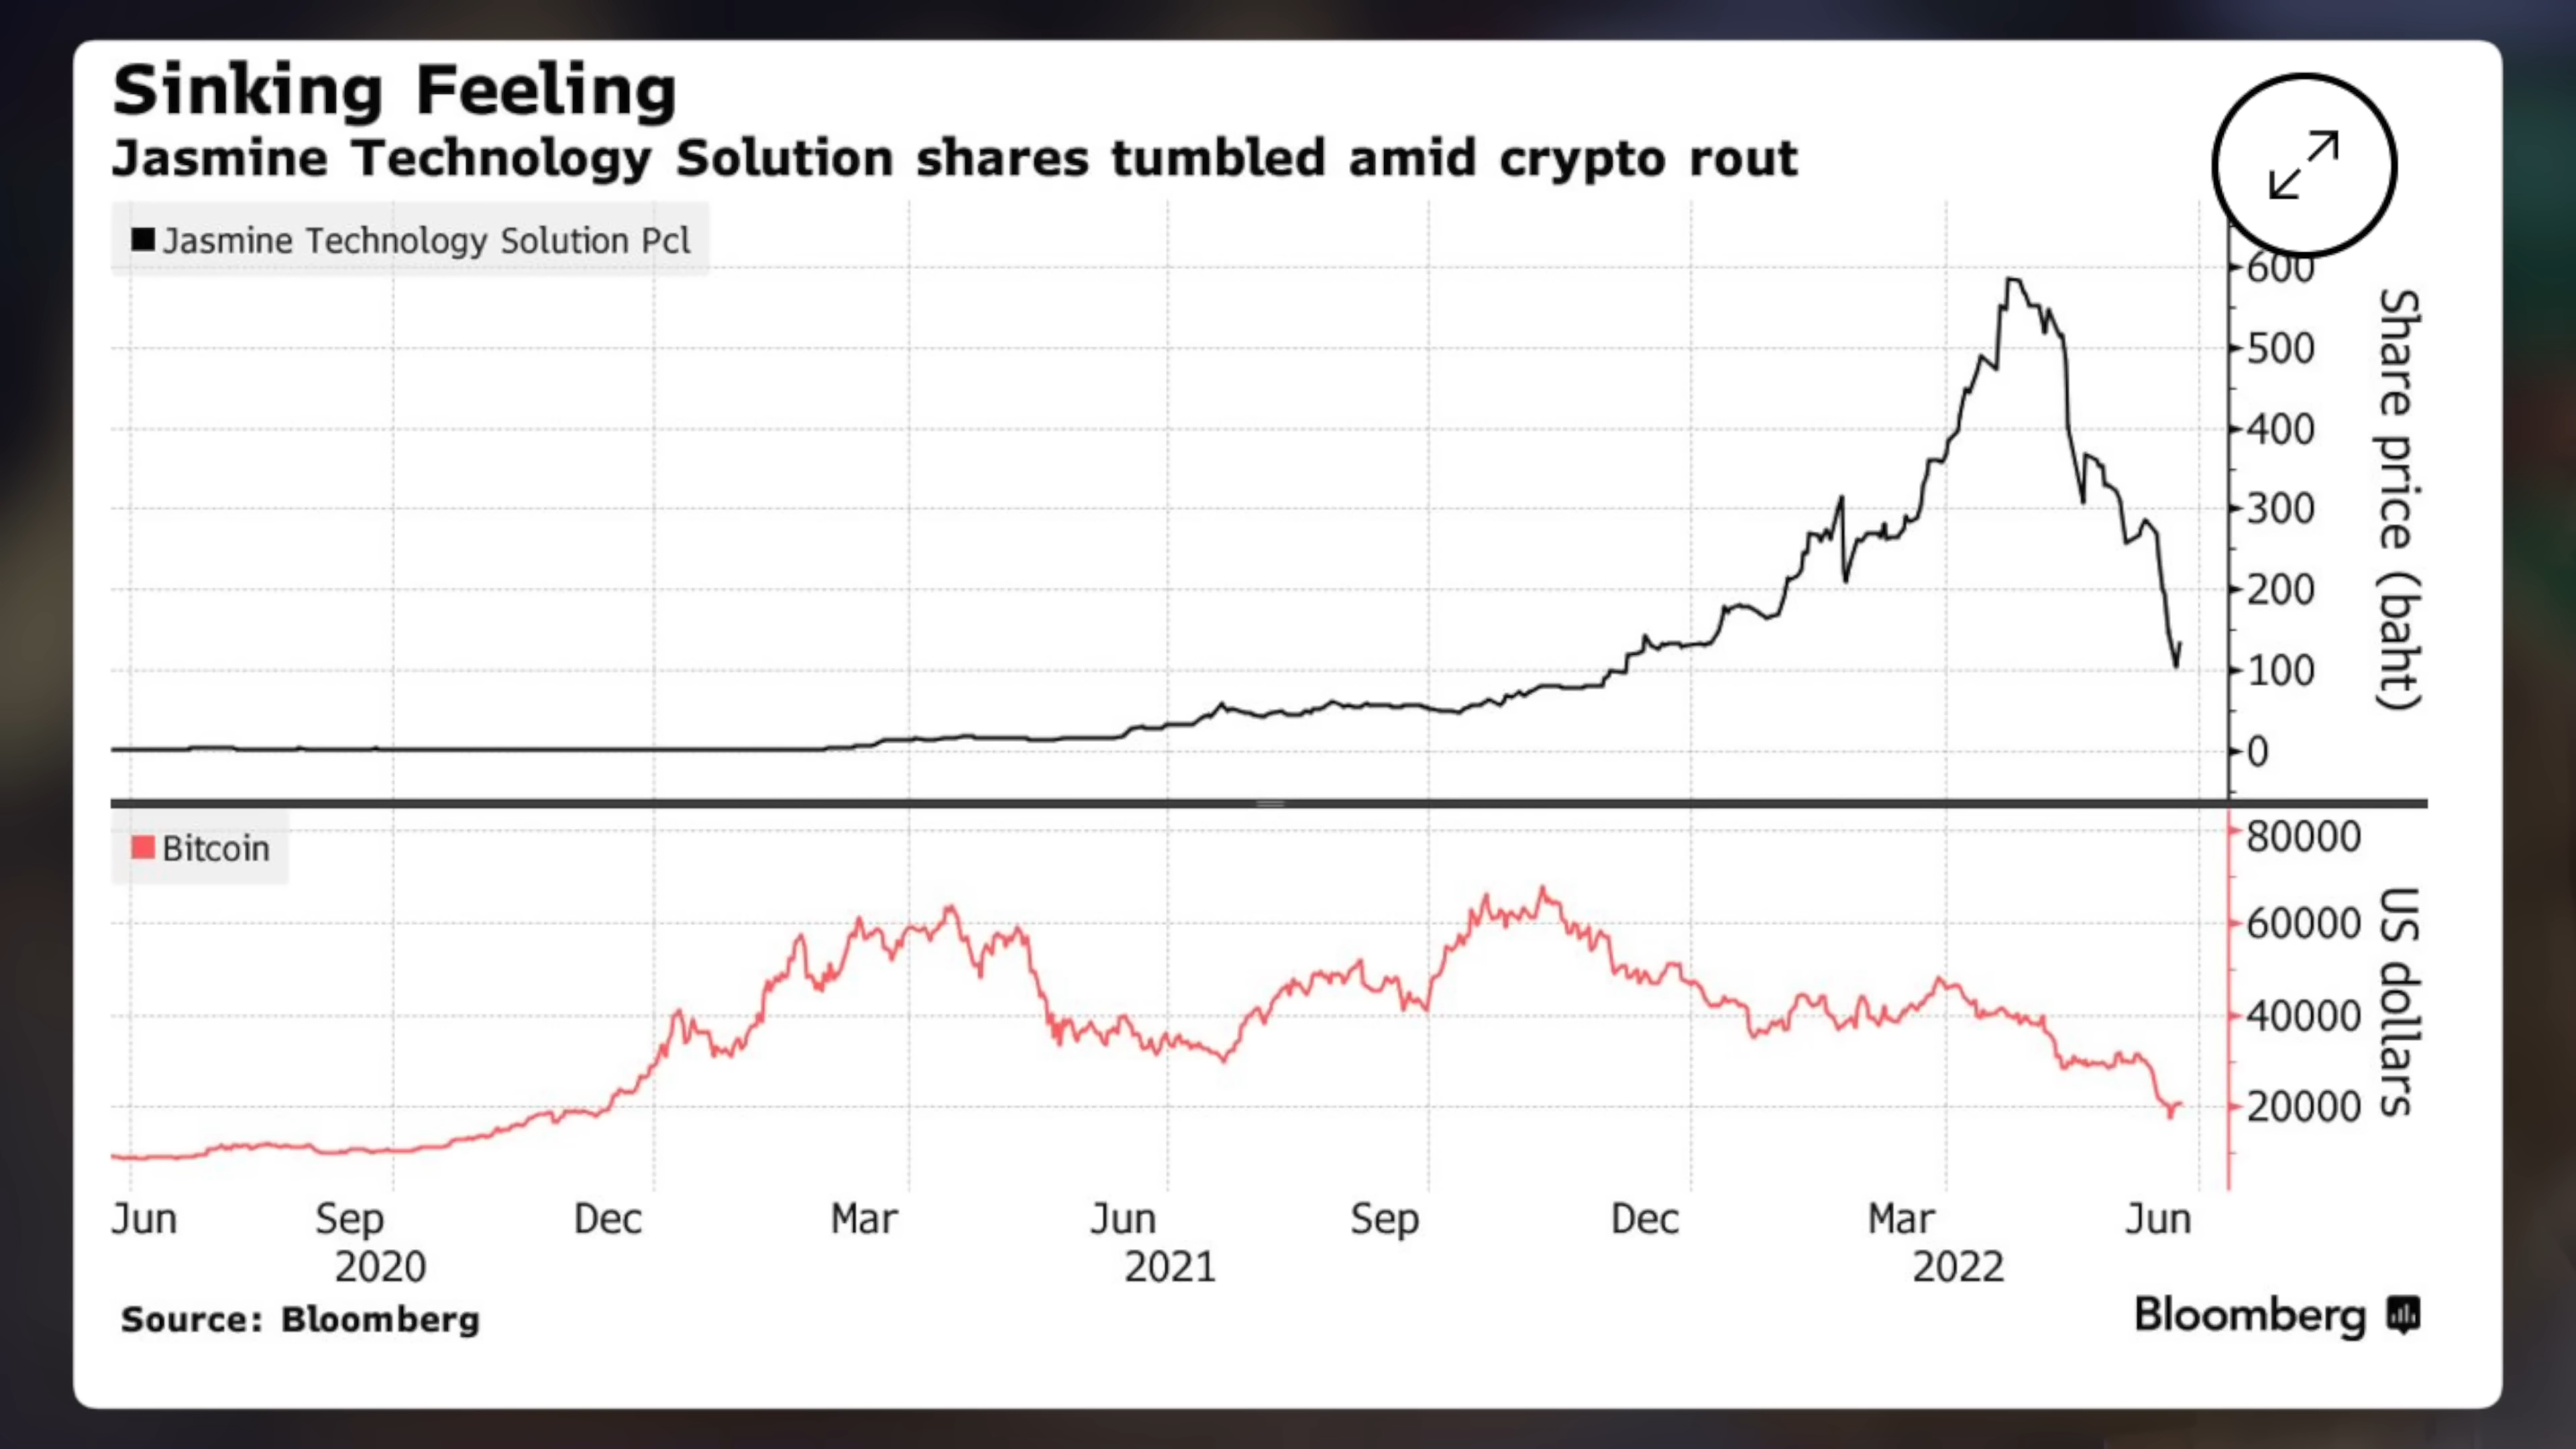 Sinking Feeling
Jasmine Technology Solution shares tumbled amid crypto rout
Jasmine Technology Solution Pcl
600
500
400
300
200
100
0
Share price (baht)
Bitcoin
80000
60000
40000
20000
US dollars
Jun Sep Dec Mar Jun Sep Dec Mar Jun
2020 2021 2022
Source: Bloomberg
Bloomberg